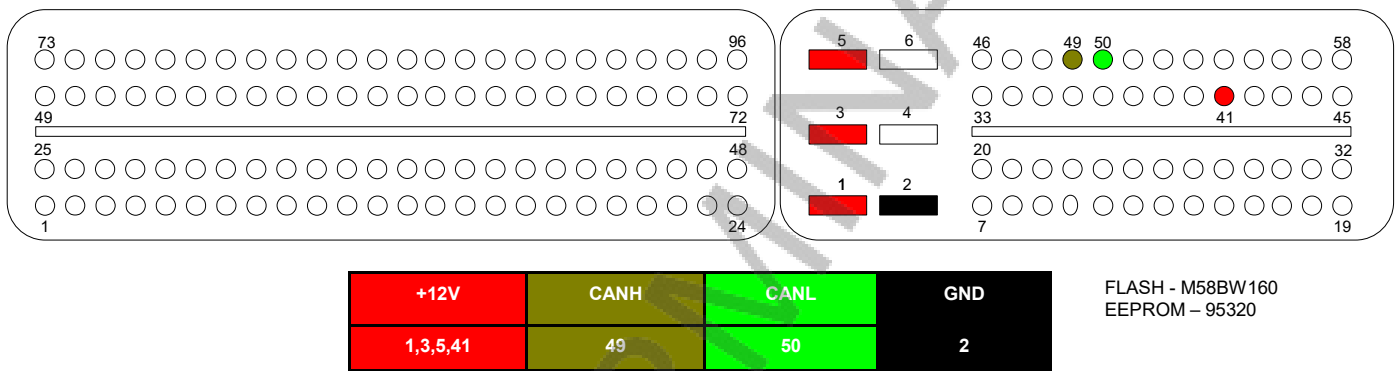 73 96 5 6 46 49 50 58
49 72 3 4 33 41 45
25 48 20 32
1 2
1 24 7 19
+12V CANH CANL GND
1,3,5,41 49 50 2
FLASH - M58BW160
EEPROM – 95320